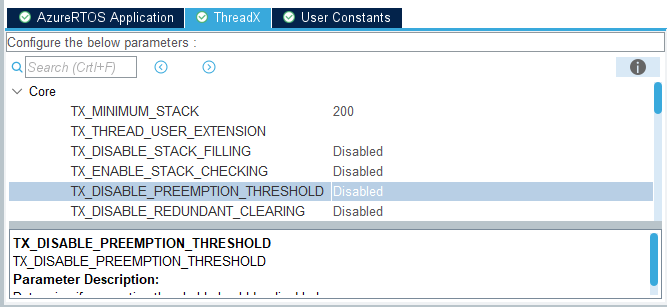 AzureRTOS Application ThreadX User Constants
Configure the below parameters :
Search (Crtl+F)
Core
TX_MINIMUM_STACK 200
TX_THREAD_USER_EXTENSION
TX_DISABLE_STACK_FILLING Disabled
TX_ENABLE_STACK_CHECKING Disabled
TX_DISABLE_PREEMPTION_THRESHOLD Disabled
TX_DISABLE_REDUNDANT_CLEARING Disabled
TX_DISABLE_PREEMPTION_THRESHOLD
TX_DISABLE_PREEMPTION_THRESHOLD
Parameter Description: